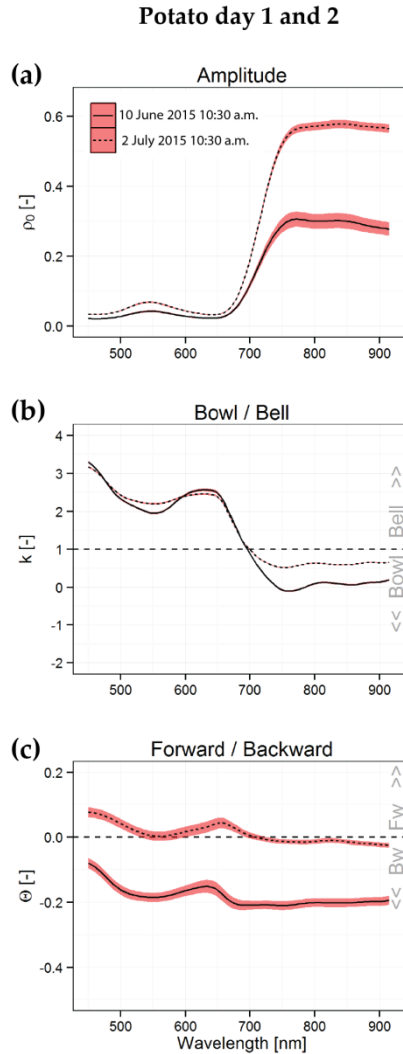 Potato day 1 and 2
(a)
Amplitude
10 June 2015 10:30 a.m.
2 July 2015 10:30 a.m.
ρ0 [-]
0.6
0.4
0.2
0.0
500 600 700 800 900
(b)
Bowl / Bell
k [-]
4
3
2
1
0
-1
-2
<< Bowl Bell >>
500 600 700 800 900
(c)
Forward / Backward
Θ [-]
0.2
0.0
-0.2
-0.4
<< Bw Fw >>
500 600 700 800 900
Wavelength [nm]